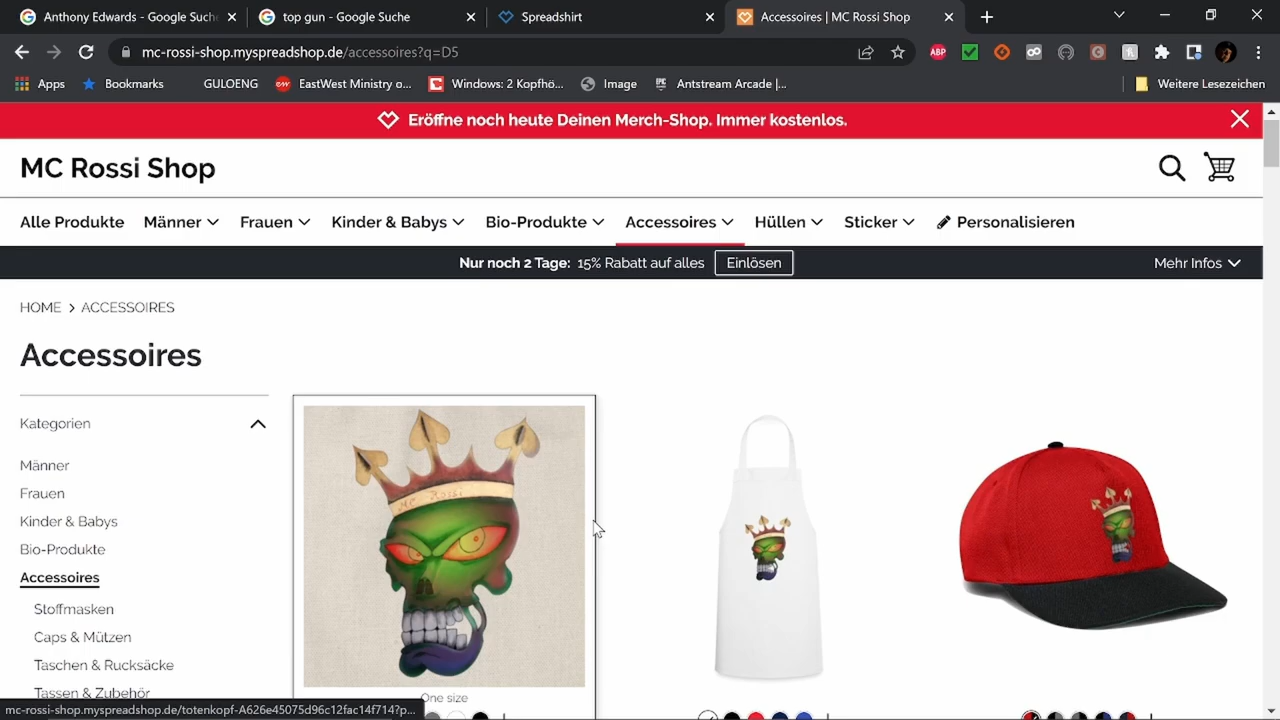 Anthony Edwards - Google Suche
top gun - Google Suche
Spreadshirt
Accessoires | MC Rossi Shop
mc-rossi-shop.myspreadshop.de/accessoires?q=D5
ABP
Apps
Bookmarks
GULOENG
EastWest Ministry o...
Windows: 2 Kopfhö...
Image
Antstream Arcade |...
Weitere Lesezeichen
Eröffne noch heute Deinen Merch-Shop. Immer kostenlos.
MC Rossi Shop
Alle Produkte
Männer
Frauen
Kinder & Babys
Bio-Produkte
Accessoires
Hüllen
Sticker
Personalisieren
Nur noch 2 Tage: 15% Rabatt auf alles
Einlösen
Mehr Infos
HOME > ACCESSOIRES
Accessoires
Kategorien
Männer
Frauen
Kinder & Babys
Bio-Produkte
Accessoires
Stoffmasken
Caps & Mützen
Taschen & Rucksäcke
Tassen & Zubehör
MC Rossi
One size
mc-rossi-shop.myspreadshop.de/totenkopf-A626e45075d96c12fac14f714?p...